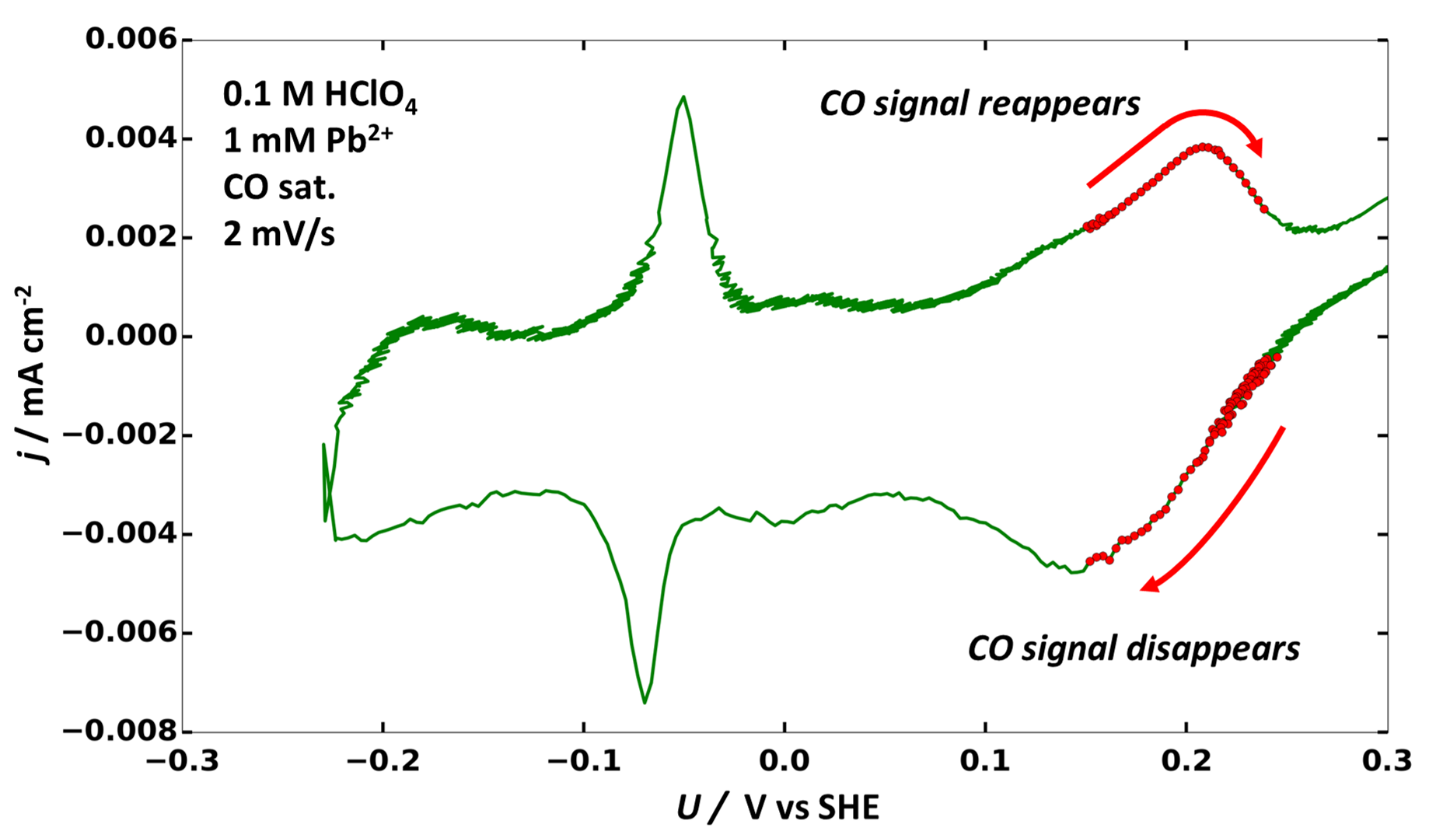 0.006
0.004
0.002
0.000
−0.002
−0.004
−0.006
−0.008
j / mA cm⁻²
0.1 M HClO₄
1 mM Pb²⁺
CO sat.
2 mV/s
CO signal reappears
CO signal disappears
−0.3 −0.2 −0.1 0.0 0.1 0.2 0.3
U / V vs SHE